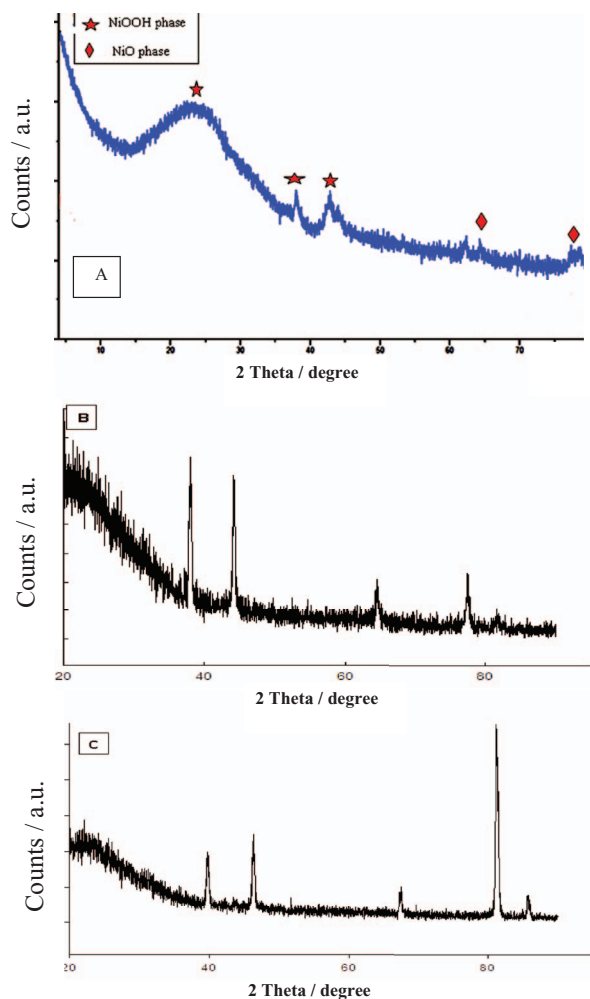 NiOOH phase
NiO phase
Counts / a.u.
A
10 20 30 40 50 60 70
2 Theta / degree
B
Counts / a.u.
20 40 60 80
2 Theta / degree
C
Counts / a.u.
20 40 60 80
2 Theta / degree